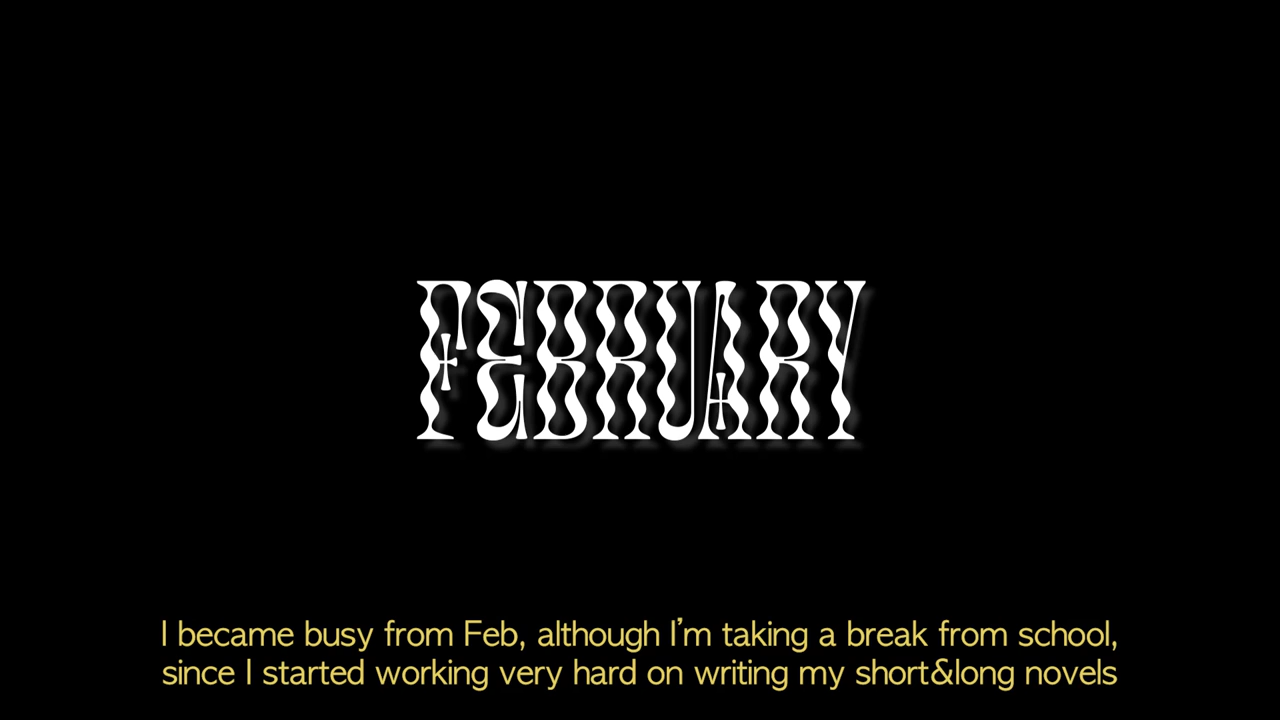 FEBRUARY
I became busy from Feb, although I’m taking a break from school,
since I started working very hard on writing my short&long novels